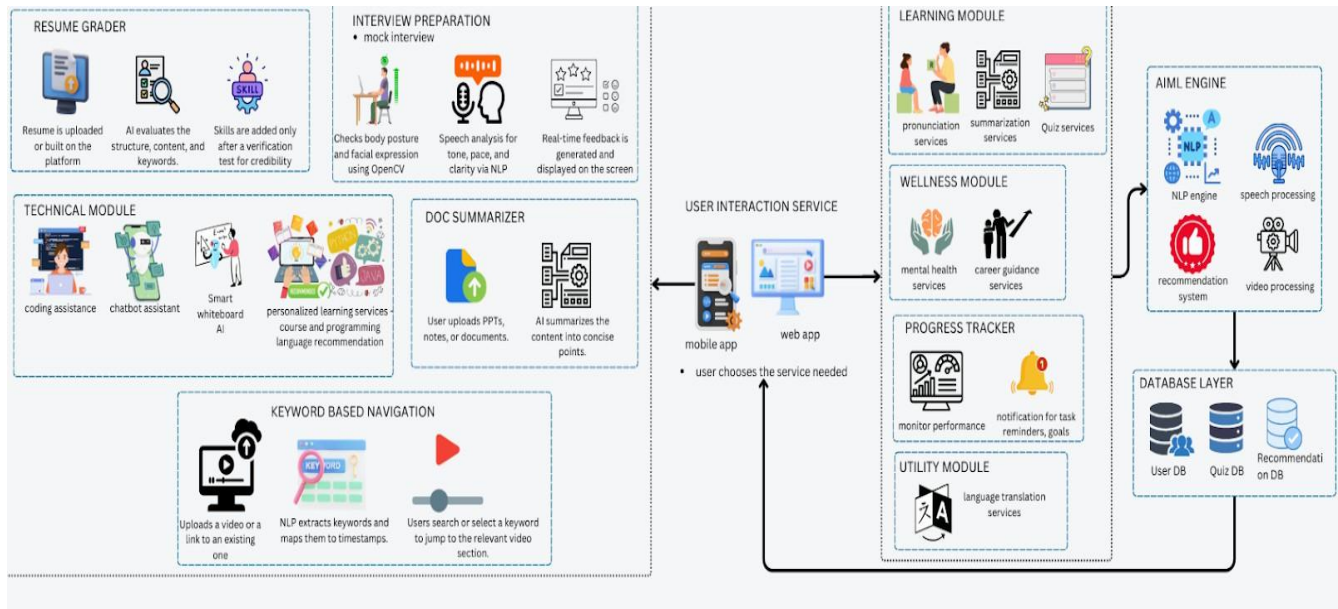 RESUME GRADER
SKILL
Resume is uploaded
or built on the
platform
AI evaluates the
structure, content, and
keywords.
Skills are added only
after a verification
test for credibility
INTERVIEW PREPARATION
• mock interview
Checks body posture
and facial expression
using OpenCV
Speech analysis for
tone, pace, and
clarity via NLP
Real-time feedback is
generated and
displayed on the screen
TECHNICAL MODULE
coding assistance
chatbot assistant
Smart
whiteboard
AI
PYTHON
JAVA
personalized learning services -
course and programming
language recommendation
DOC SUMMARIZER
User uploads PPTs,
notes, or documents.
AI summarizes the
content into concise
points.
KEYWORD BASED NAVIGATION
Uploads a video or a
link to an existing
one
KEYWORD
NLP extracts keywords and
maps them to timestamps.
Users search or select a keyword
to jump to the relevant video
section.
USER INTERACTION SERVICE
mobile app
web app
• user chooses the service needed
LEARNING MODULE
pronunciation
services
summarization
services
?
Quiz services
WELLNESS MODULE
mental health
services
career guidance
services
PROGRESS TRACKER
monitor performance
1
notification for task
reminders, goals
UTILITY MODULE
A
language translation
services
AIML ENGINE
A
NLP
NLP engine
speech processing
recommendation
system
video processing
DATABASE LAYER
User DB
Quiz DB
Recommendati
on DB